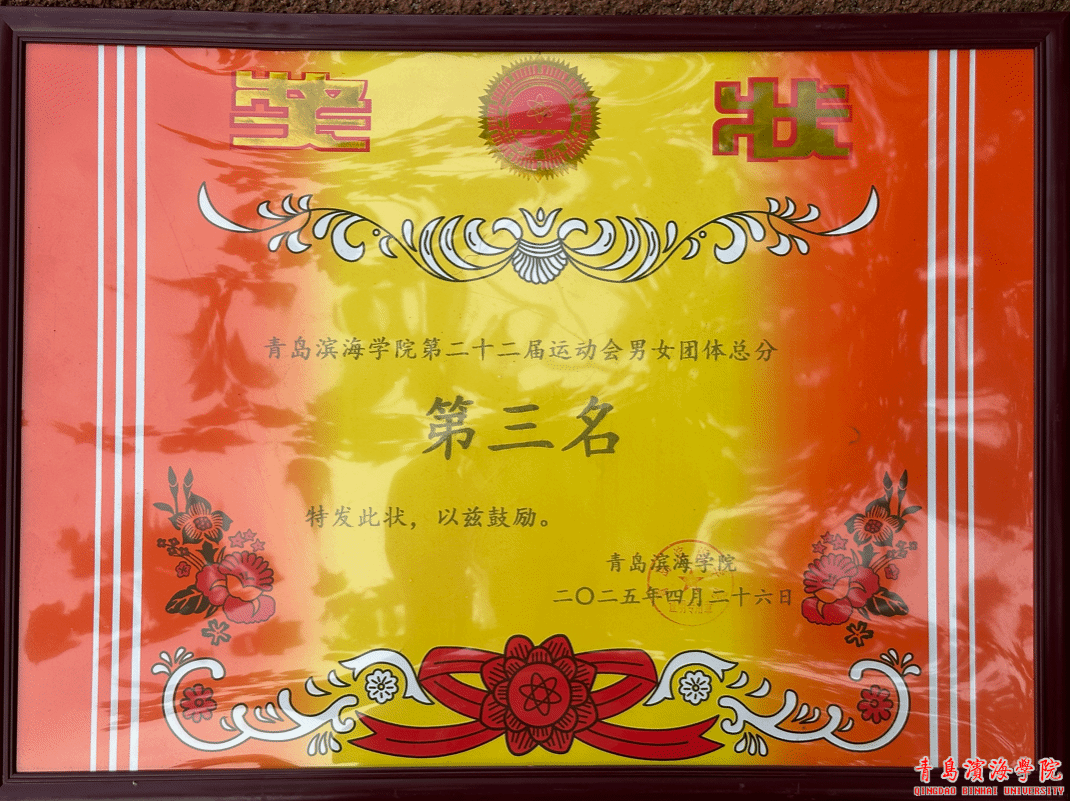 奖状
青岛滨海学院第二十二届运动会男女团体总分
第三名
特发此状，以兹鼓励。
青岛滨海学院
二〇二五年四月二十六日
青島濱海學院
QINGDAO BINHAI UNIVERSITY